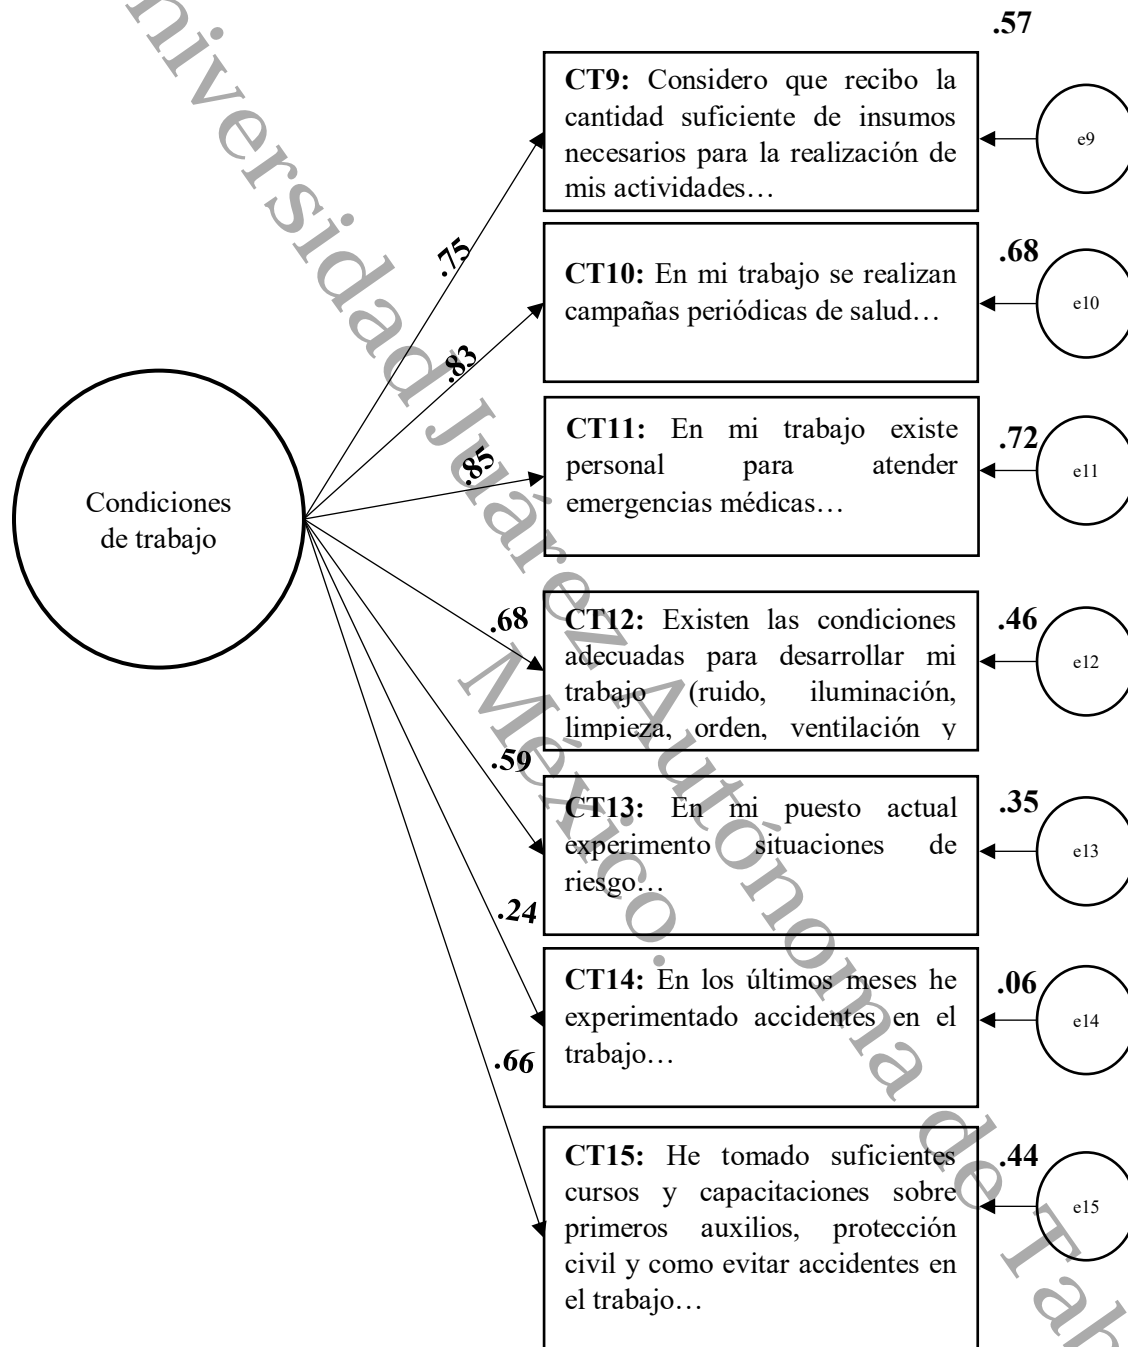 .57
CT9: Considero que recibo la
cantidad suficiente de insumos
necesarios para la realización de
mis actividades…
e9
.75
CT10: En mi trabajo se realizan
campañas periódicas de salud…
.68
e10
.83
CT11: En mi trabajo existe
personal para atender
emergencias médicas…
.72
e11
.85
Condiciones
de trabajo
CT12: Existen las condiciones
adecuadas para desarrollar mi
trabajo (ruido, iluminación,
limpieza, orden, ventilación y
.46
e12
.68
CT13: En mi puesto actual
experimento situaciones de
riesgo…
.35
e13
.59
CT14: En los últimos meses he
experimentado accidentes en el
trabajo…
.06
e14
.24
CT15: He tomado suficientes
cursos y capacitaciones sobre
primeros auxilios, protección
civil y como evitar accidentes en
el trabajo…
.44
e15
.66
niversidad Juárez Autónoma de Tab
México.